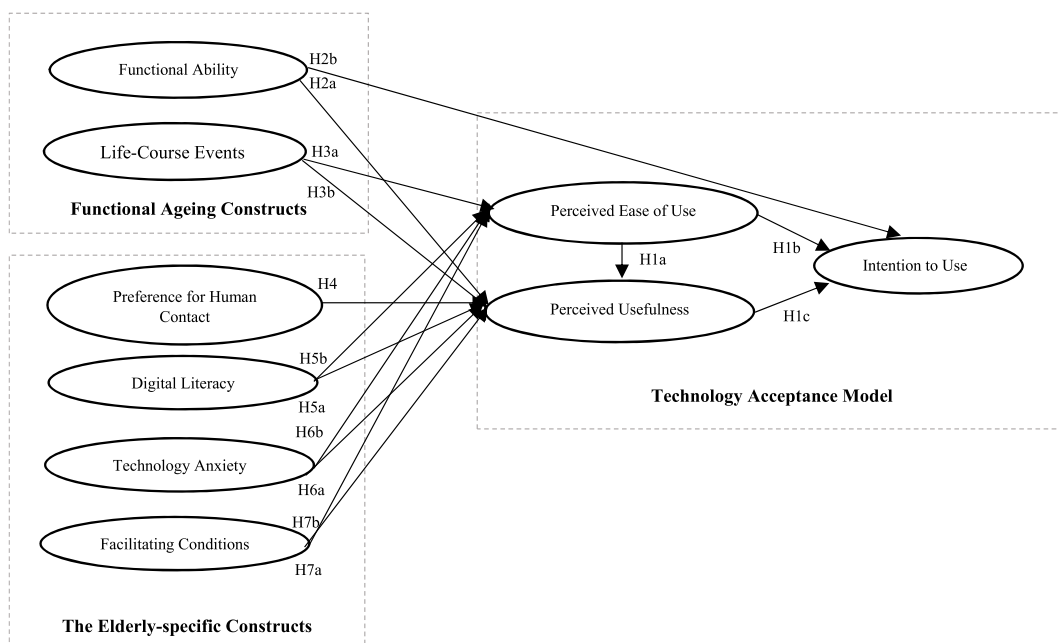 Functional Ability
H2b
H2a
Life-Course Events
H3a
H3b
Functional Ageing Constructs
Preference for Human
Contact
H4
Digital Literacy
H5b
H5a
Technology Anxiety
H6b
H6a
Facilitating Conditions
H7b
H7a
The Elderly-specific Constructs
Perceived Ease of Use
H1a
H1b
Perceived Usefulness
H1c
Intention to Use
Technology Acceptance Model